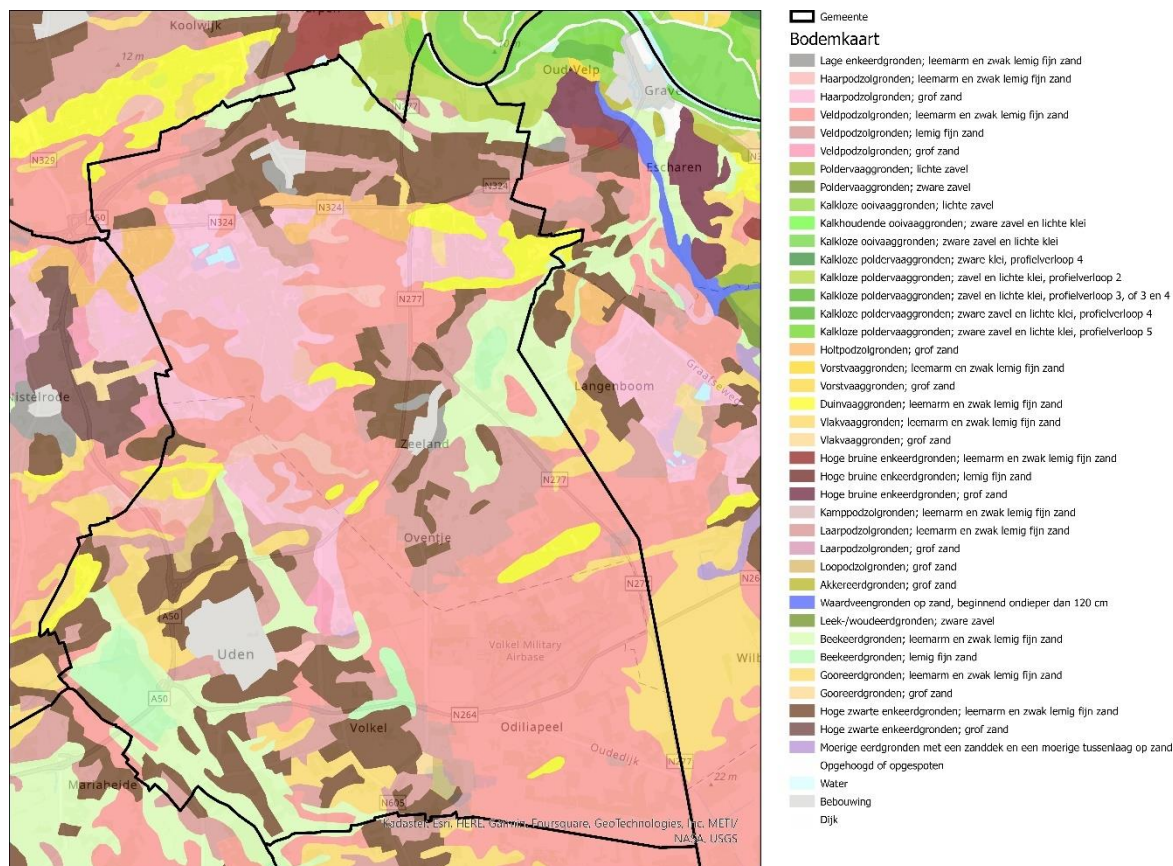 Koolwijk
12 m
Oud Velp
Grave
N277
N329
Escharen
N324
A50
N324
N324
N277
Graafseweg
Langenboom
Zeeland
N277
Oventje
A50
Uden
Volkel Military
Airbase
A50
N264
Volkel
Odiliapeel
Oudedijk
N277
22 m
Mariaheide
N605
Kadaster, Esri, HERE, Garmin, Foursquare, GeoTechnologies, Inc, METI/
NASA, USGS
Gemeente
Bodemkaart
Lage enkeerdgronden; leemarm en zwak lemig fijn zand
Haarpodzolgronden; leemarm en zwak lemig fijn zand
Haarpodzolgronden; grof zand
Veldpodzolgronden; leemarm en zwak lemig fijn zand
Veldpodzolgronden; lemig fijn zand
Veldpodzolgronden; grof zand
Poldervaaggronden; lichte zavel
Poldervaaggronden; zware zavel
Kalkloze ooivaaggronden; lichte zavel
Kalkhoudende ooivaaggronden; zware zavel en lichte klei
Kalkloze ooivaaggronden; zware zavel en lichte klei
Kalkloze poldervaaggronden; zware klei, profielverloop 4
Kalkloze poldervaaggronden; zavel en lichte klei, profielverloop 2
Kalkloze poldervaaggronden; zavel en lichte klei, profielverloop 3, of 3 en 4
Kalkloze poldervaaggronden; zware zavel en lichte klei, profielverloop 4
Kalkloze poldervaaggronden; zware zavel en lichte klei, profielverloop 5
Holtpodzolgronden; grof zand
Vorstvaaggronden; leemarm en zwak lemig fijn zand
Vorstvaaggronden; grof zand
Duinvaaggronden; leemarm en zwak lemig fijn zand
Vlakvaaggronden; leemarm en zwak lemig fijn zand
Vlakvaaggronden; grof zand
Hoge bruine enkeerdgronden; leemarm en zwak lemig fijn zand
Hoge bruine enkeerdgronden; lemig fijn zand
Hoge bruine enkeerdgronden; grof zand
Kamppodzolgronden; leemarm en zwak lemig fijn zand
Laarpodzolgronden; leemarm en zwak lemig fijn zand
Laarpodzolgronden; grof zand
Loopodzolgronden; grof zand
Akkereerdgronden; grof zand
Waardveengronden op zand, beginnend ondieper dan 120 cm
Leek-/woudeerdgronden; zware zavel
Beekeerdgronden; leemarm en zwak lemig fijn zand
Beekeerdgronden; lemig fijn zand
Gooreerdgronden; leemarm en zwak lemig fijn zand
Gooreerdgronden; grof zand
Hoge zwarte enkeerdgronden; leemarm en zwak lemig fijn zand
Hoge zwarte enkeerdgronden; grof zand
Moerige eerdgronden met een zanddek en een moerige tussenlaag op zand
Opgehoogd of opgespoten
Water
Bebouwing
Dijk